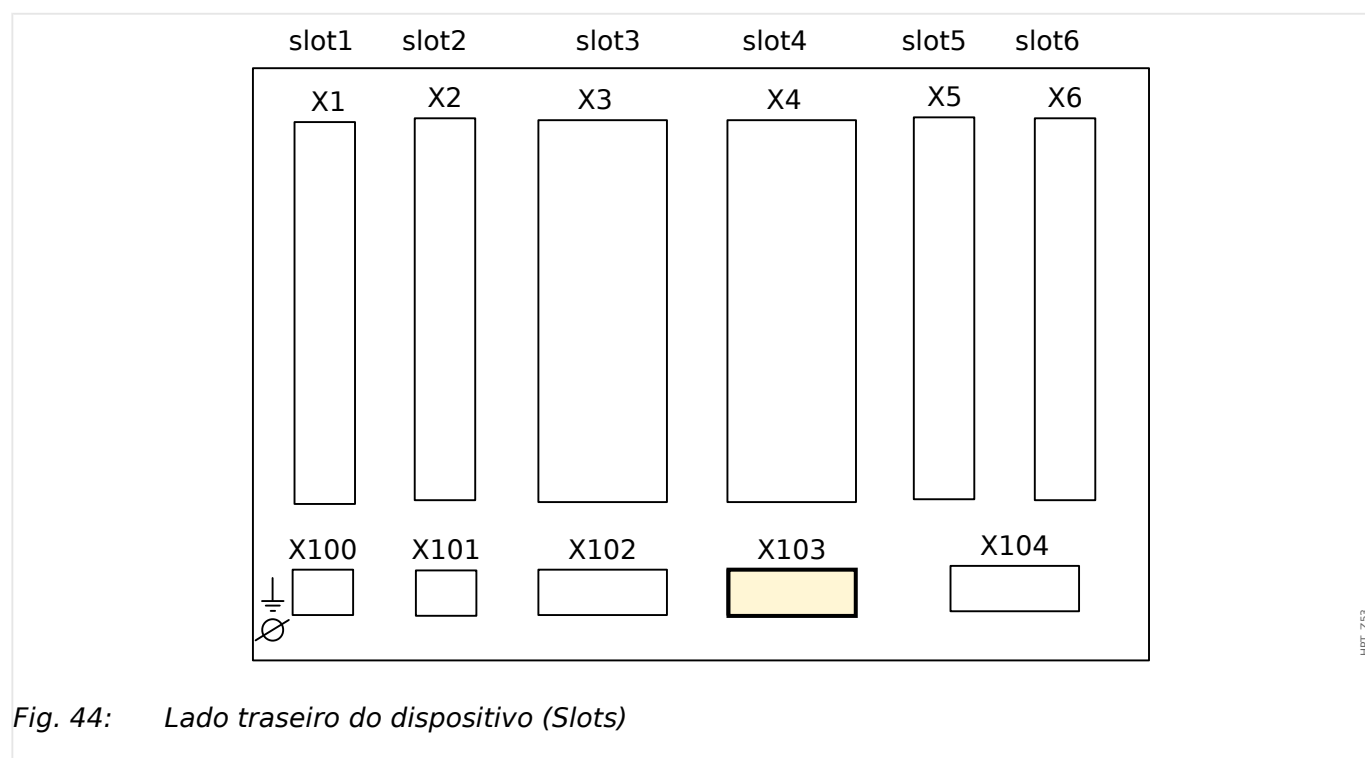 slot1 slot2 slot3 slot4 slot5 slot6
X1 X2 X3 X4 X5 X6
X100 X101 X102 X103 X104
Fig. 44: Lado traseiro do dispositivo (Slots)